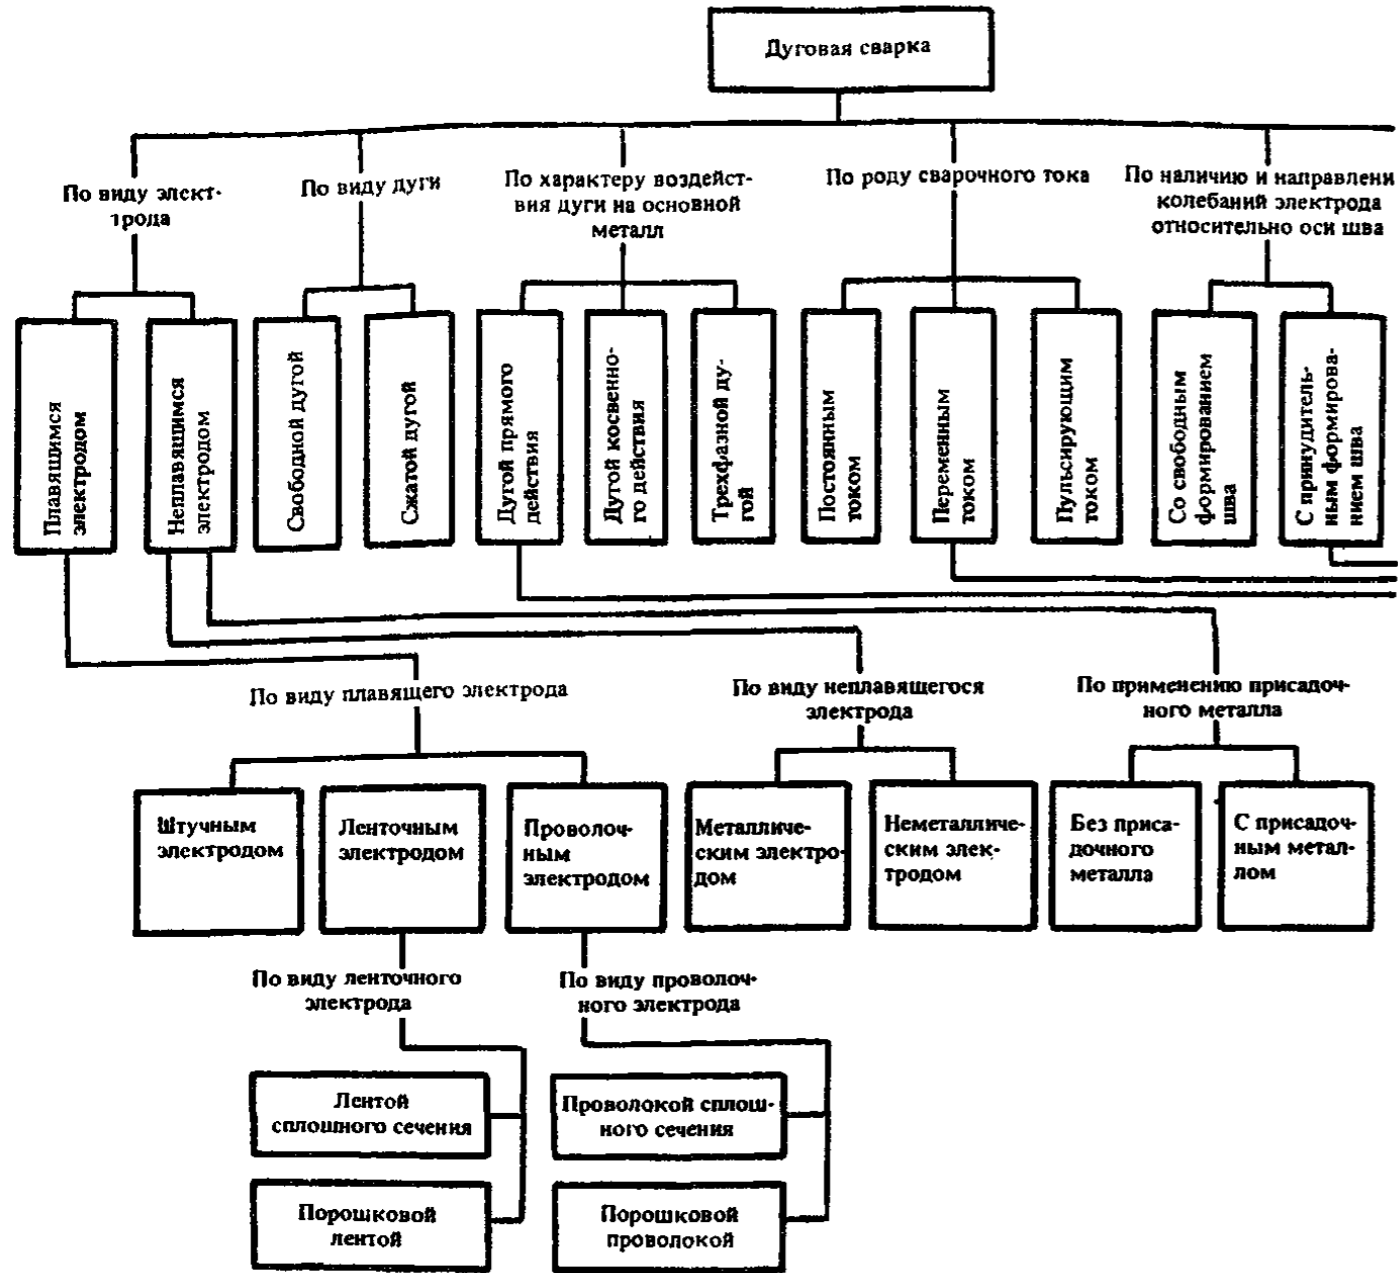 Дуговая сварка
По виду элект-
трода
По виду дуги
По характеру воздейст-
вия дуги на основной
металл
По роду сварочного тока
По наличию и направлени
колебаний электрода
относительно оси шва
Плавящимся
электродом
Неплавящимся
электродом
Свободной дугой
Сжатой дугой
Дугой прямого
действия
Дугой косвенно-
го действия
Трехфазной ду-
гой
Постоянным
током
Переменным
током
Пульсирующим
током
Со свободным
формированием
шва
С принудитель-
ным формирова-
нием шва
По виду плавящего электрода
По виду неплавящегося
электрода
По применению присадоч-
ного металла
Штучным
электродом
Ленточным
электродом
Проволоч-
ным
электродом
Металличе-
ским электро-
дом
Неметалличе-
ским элек-
тродом
Без приса-
дочного
металла
С присадоч-
ным метал-
лом
По виду ленточного
электрода
По виду проволоч-
ного электрода
Лентой
сплошного сечения
Проволокой сплош-
ного сечения
Порошковой
лентой
Порошковой
проволокой